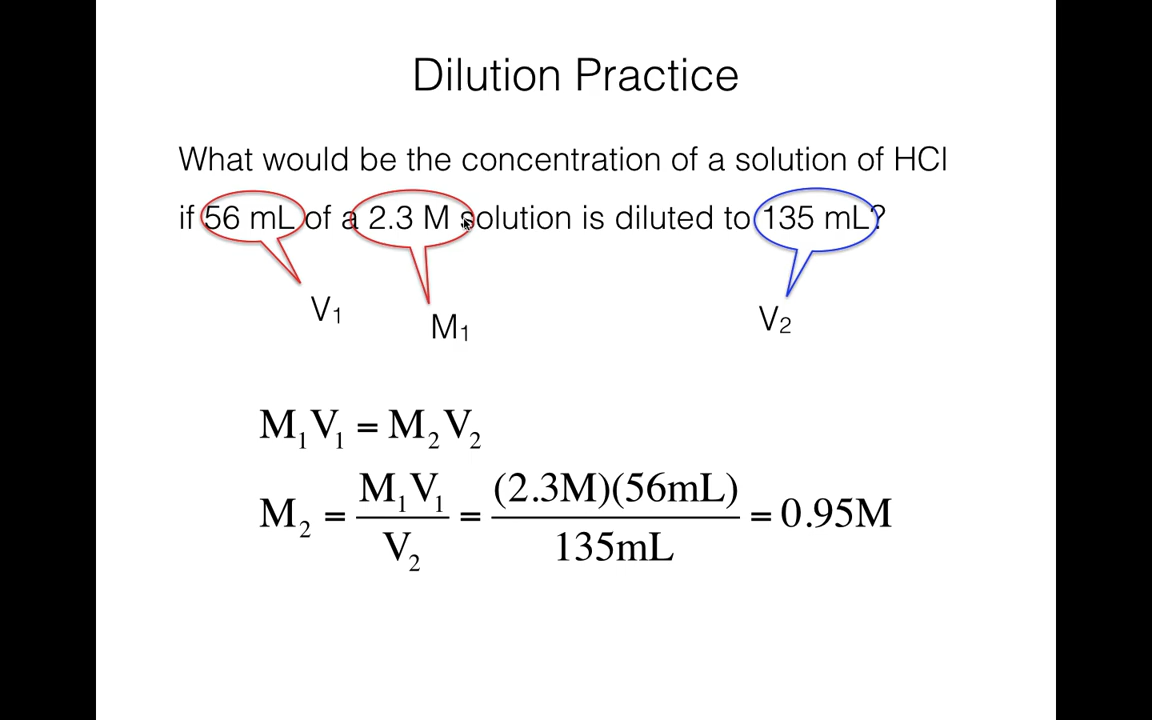 Dilution Practice
What would be the concentration of a solution of HCl
if 56 mL of a 2.3 M solution is diluted to 135 mL?
V₁
M₁
V₂
M₁V₁ = M₂V₂
M₂ = M₁V₁ / V₂ = (2.3M)(56mL) / 135mL = 0.95M